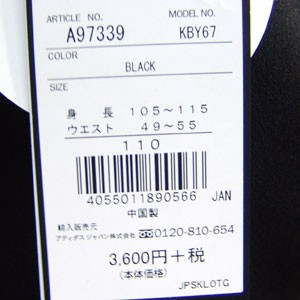 ARTICLE NO. MODEL NO.
A97339 KBY67
COLOR
BLACK
SIZE
身 長 105～115
ウエスト 49～55
110
4055011890566 JAN
中国製
輸入販売元
アディダス ジャパン株式会社 0120-810-654
3,600円+税
(本体価格)
JPSKLOTG